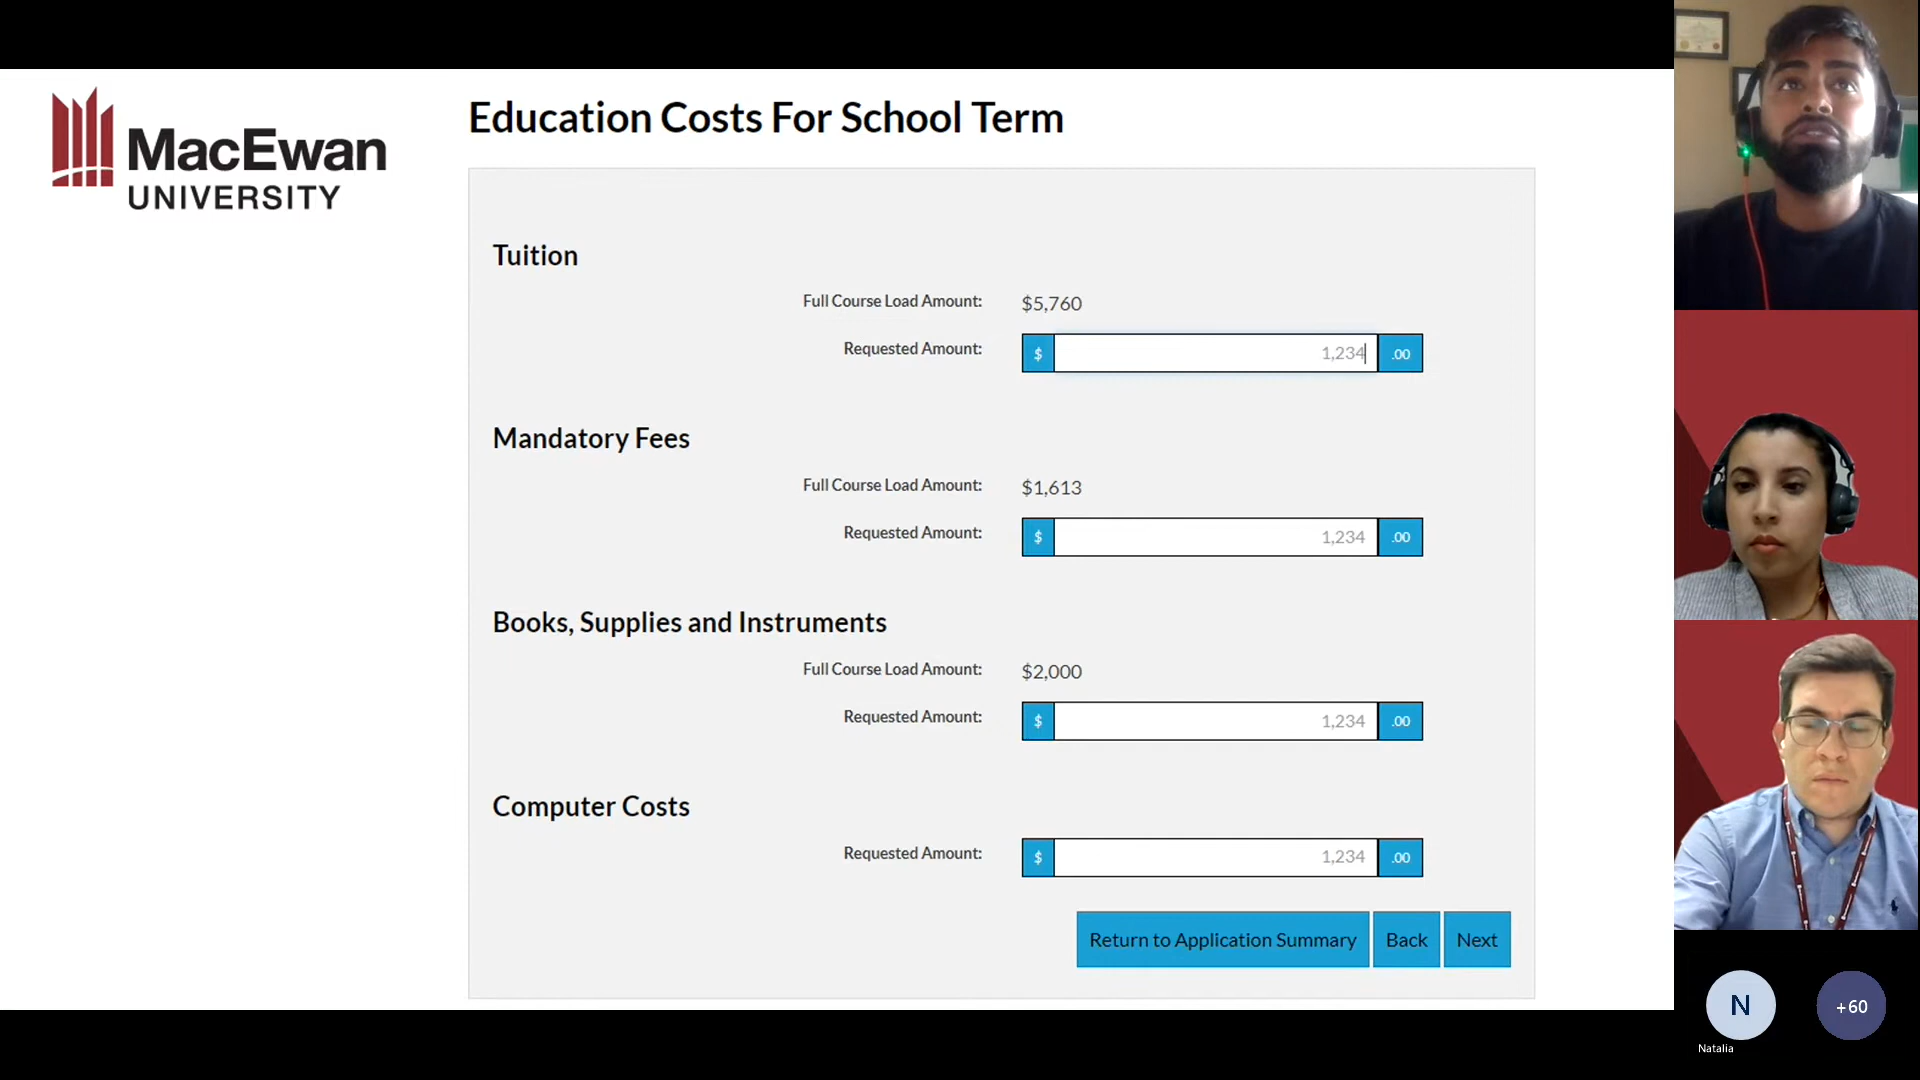 MacEwan
UNIVERSITY
Education Costs For School Term
Tuition
Full Course Load Amount: $5,760
Requested Amount: $ 1,234 .00
Mandatory Fees
Full Course Load Amount: $1,613
Requested Amount: $ 1,234 .00
Books, Supplies and Instruments
Full Course Load Amount: $2,000
Requested Amount: $ 1,234 .00
Computer Costs
Requested Amount: $ 1,234 .00
Return to Application Summary Back Next
N +60
Natalia